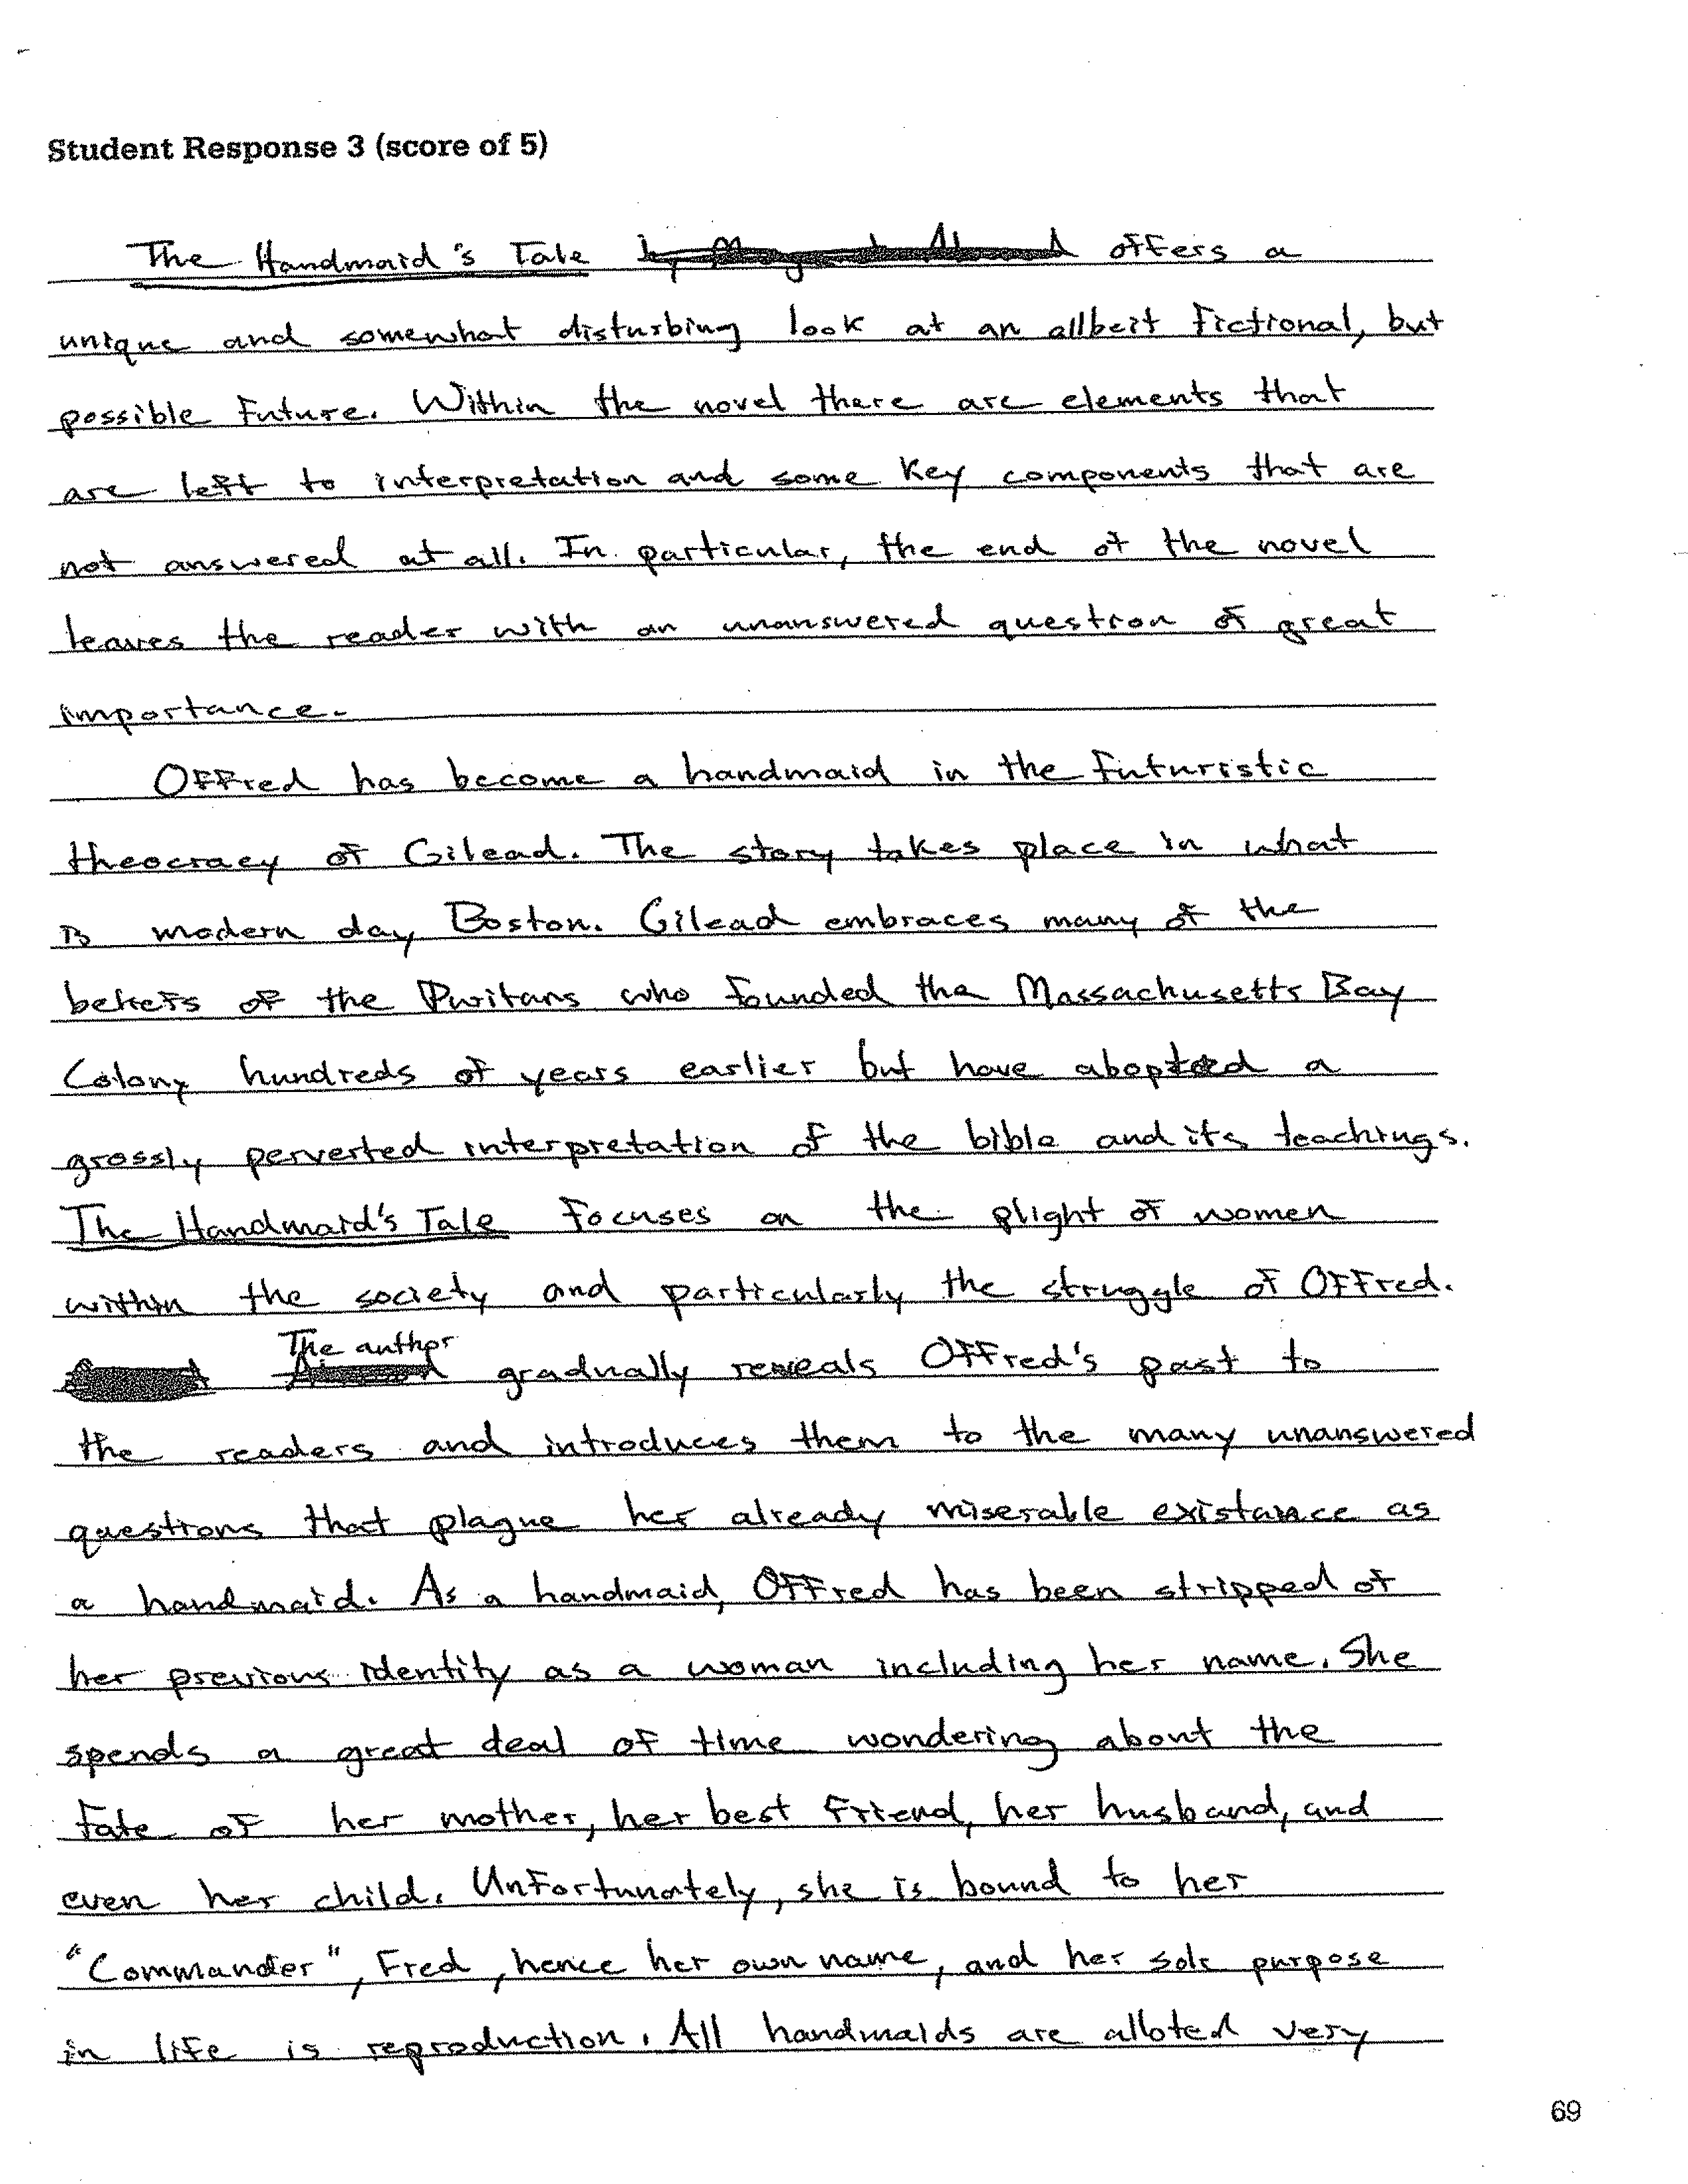 Student Response 3 (score of 5)
The Handmaid's Tale by offers a
unique and somewhat disturbing look at an allbeit fictional, but
possible future. Within the novel there are elements that
are left to interpretation and some key components that are
not answered at all. In particular, the end of the novel
leaves the reader with an unanswered question of great
importance.
Offred has become a handmaid in the futuristic
theocracy of Gilead. The story takes place in what
is modern day Boston. Gilead embraces many of the
beliefs of the Puritans who founded the Massachusetts Bay
Colony hundreds of years earlier but have abopted a
grossly perverted interpretation of the bible and its teachings.
The Handmaid's Tale focuses on the plight of women
within the society and particularly the struggle of Offred.
The author gradually reveals Offred's past to
the readers and introduces them to the many unanswered
questions that plague her already miserable existance as
a handmaid. As a handmaid, Offred has been stripped of
her previous identity as a woman including her name. She
spends a great deal of time wondering about the
fate of her mother, her best friend, her husband, and
even her child. Unfortunately, she is bound to her
"Commander", Fred, hence her own name, and her sole purpose
in life is reproduction. All handmaids are alloted very
69